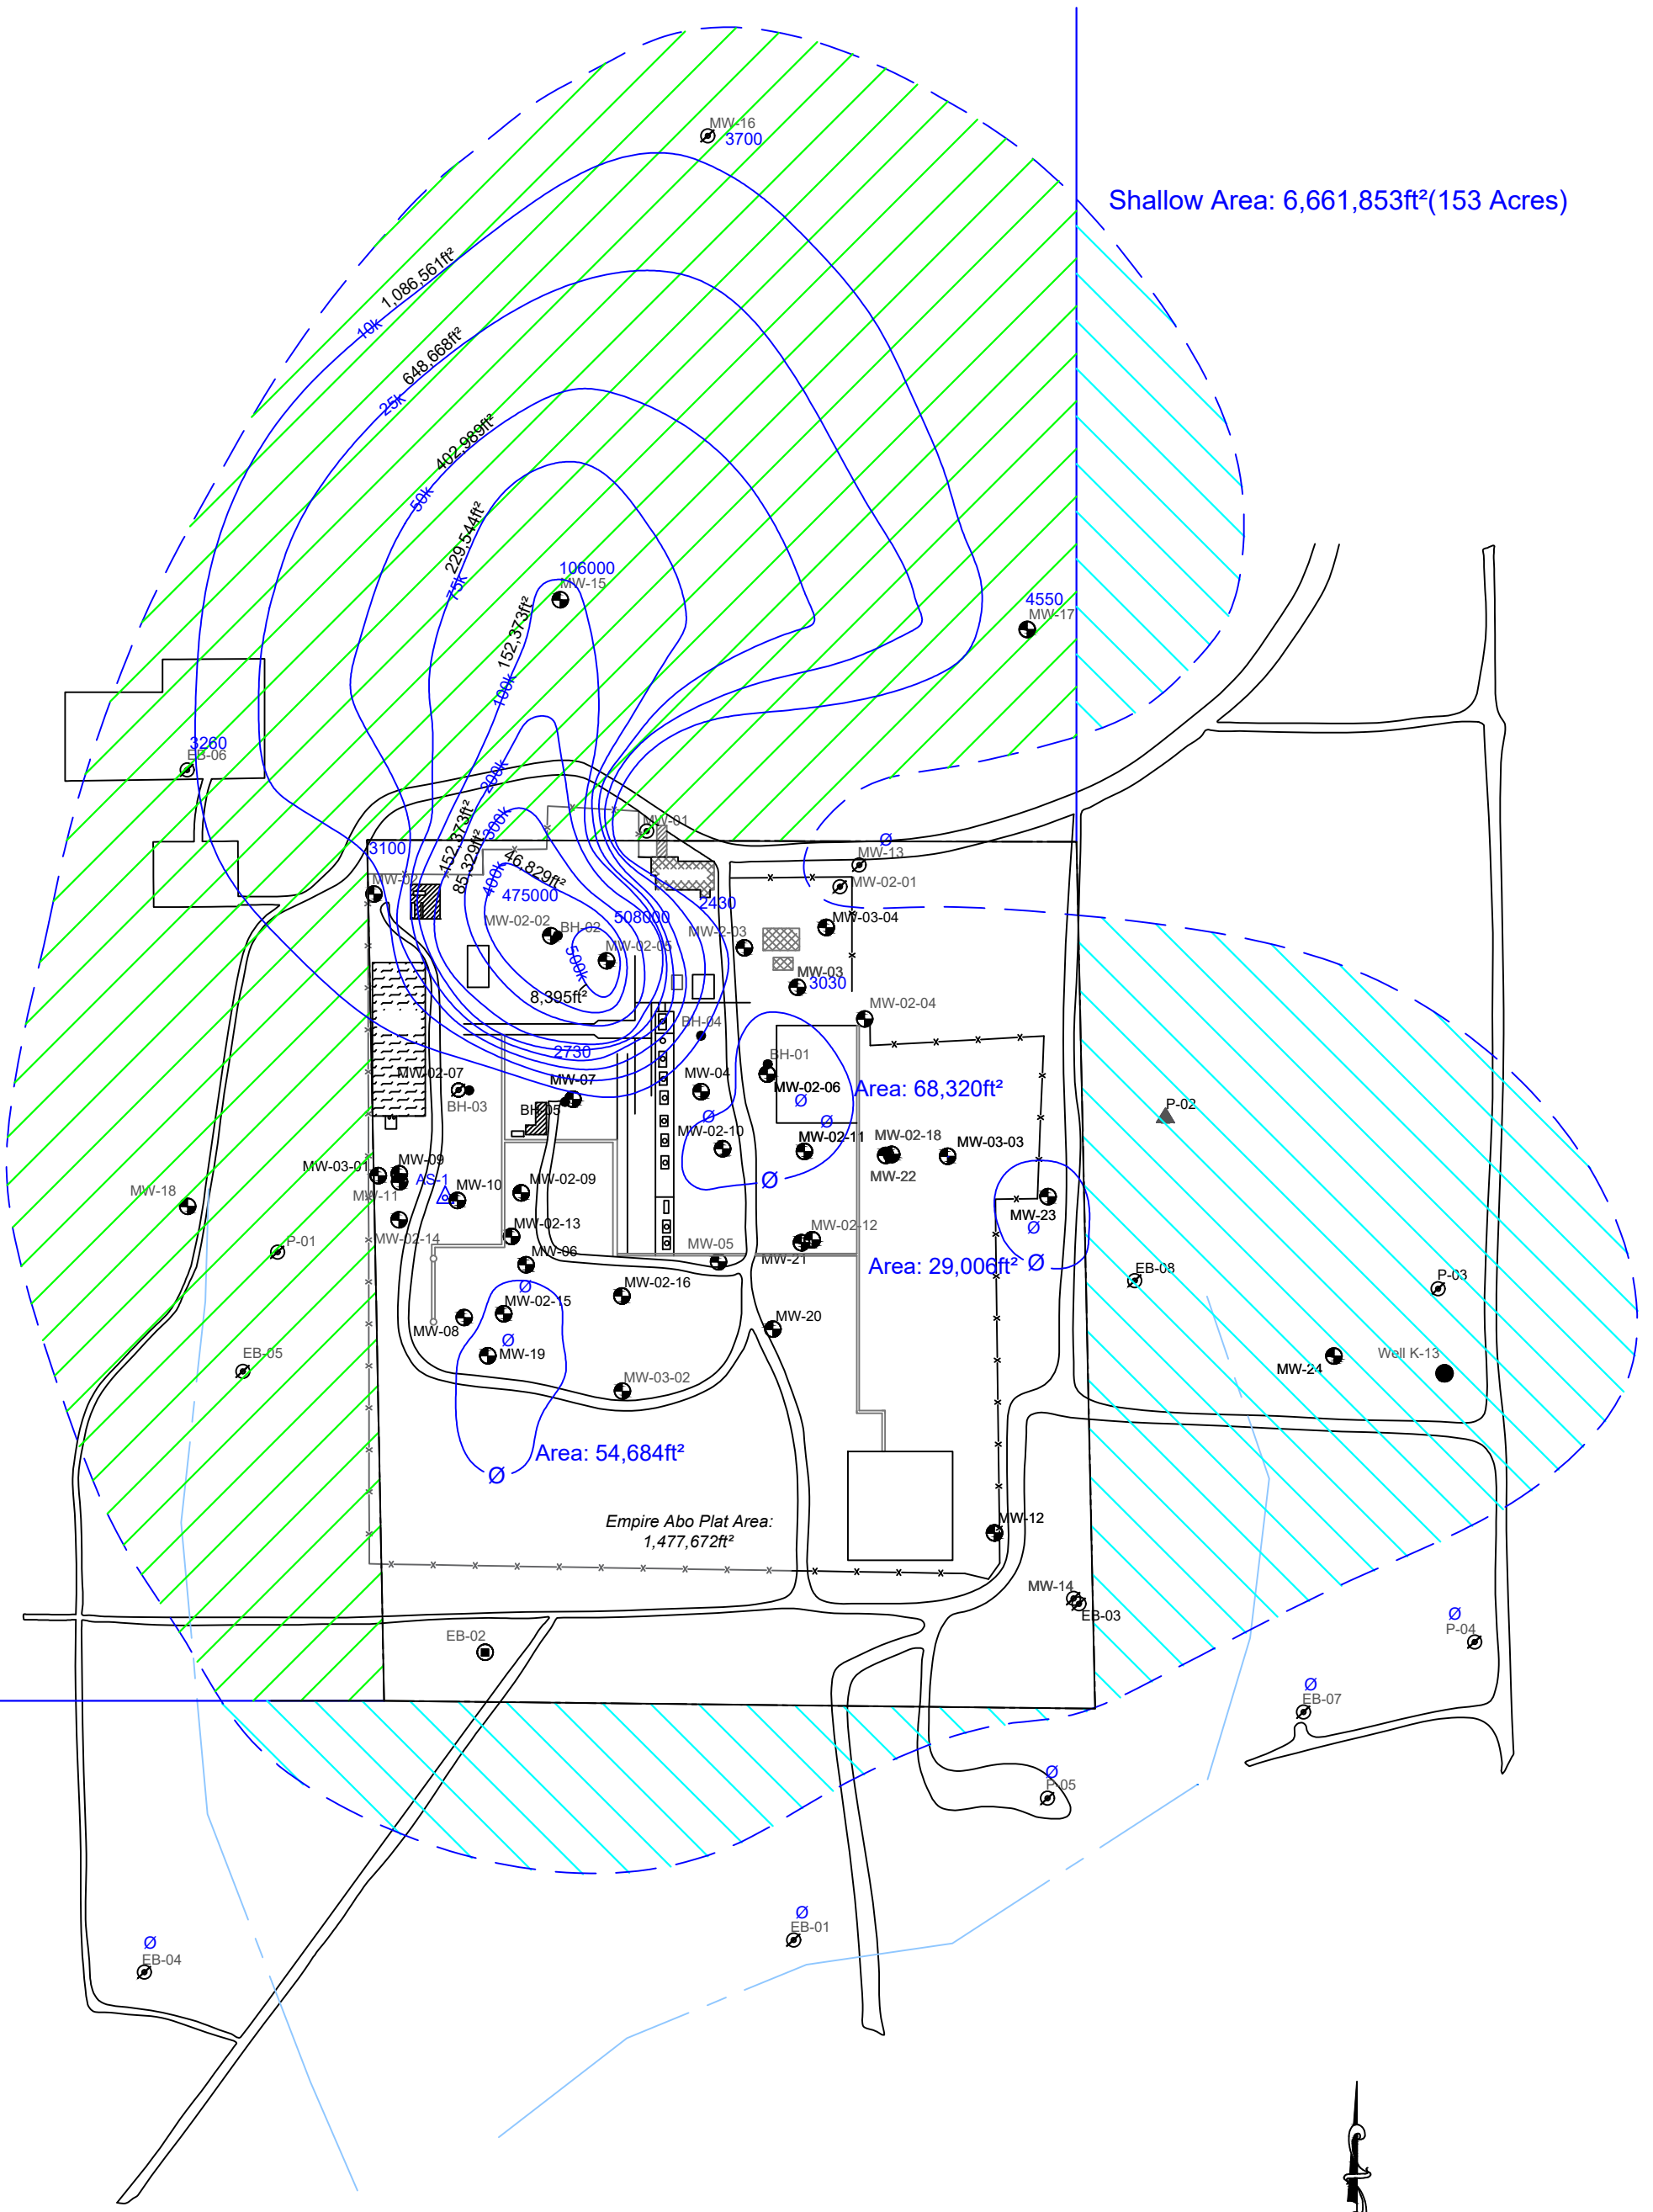 MW-16
3700
Shallow Area: 6,661,853ft²(153 Acres)
1,086,561ft²
10k
648,668ft²
25k
402,989ft²
50k
229,544ft²
75k
106000
MW-15
4550
MW-17
152,373ft²
100k
3260
EB-06
200k
300k
152,373ft²
85,329ft²
400k
46,829ft²
MW-01
3100
MW-02
Ø
MW-13
MW-02-01
475000
508000
2430
MW-02-02
BH-02
MW-02-05
MW-2-03
MW-03-04
500k
8,395ft²
MW-03
3030
MW-02-04
BH-04
2730
BH-01
MW-02-07
BH-03
MW-07
BH-05
MW-04
MW-02-06
Ø
Area: 68,320ft²
P-02
Ø
Ø
MW-02-10
MW-02-11
MW-02-18
MW-22
MW-03-03
MW-03-01
MW-09
MW-11
AS-1
MW-10
MW-02-09
Ø
MW-18
MW-23
Ø
MW-02-14
P-01
MW-02-13
MW-06
MW-05
MW-02-12
MW-21
Area: 29,006ft²
Ø
EB-08
P-03
Ø
MW-02-15
MW-02-16
MW-08
MW-20
Ø
MW-19
EB-05
MW-03-02
MW-24
Well K-13
Area: 54,684ft²
Ø
Empire Abo Plat Area:
1,477,672ft²
MW-12
MW-14
EB-03
EB-02
Ø
P-04
Ø
EB-07
Ø
P-05
Ø
EB-01
Ø
EB-04